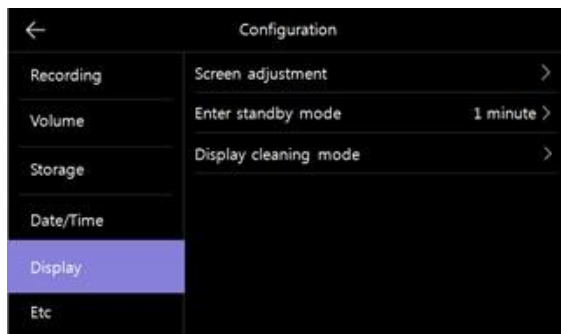 Configuration
Recording
Volume
Storage
Date/Time
Display
Etc
Screen adjustment
Enter standby mode 1 minute
Display cleaning mode